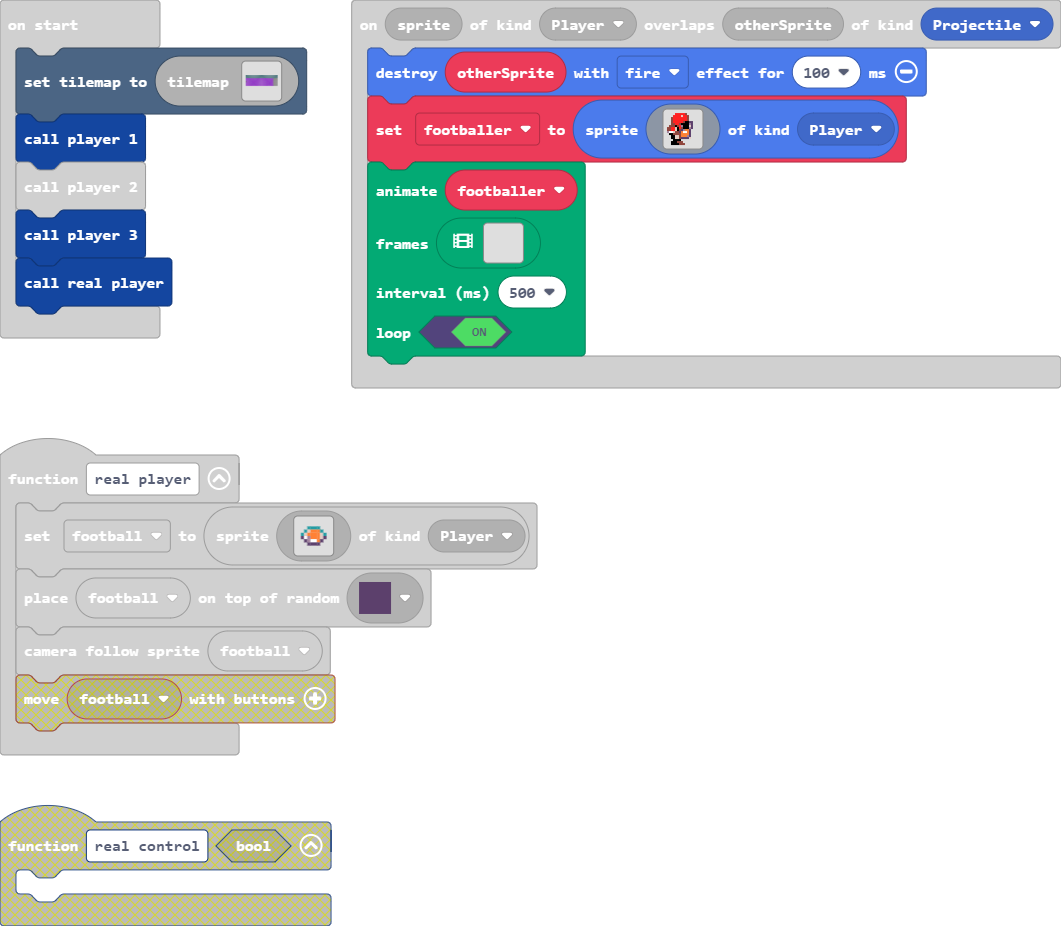 on start
set tilemap to tilemap
call player 1
call player 2
call player 3
call real player
on sprite of kind Player overlaps otherSprite of kind Projectile
destroy otherSprite with fire effect for 100 ms
set footballer to sprite of kind Player
animate footballer
frames
interval (ms) 500
loop ON
function real player
set football to sprite of kind Player
place football on top of random
camera follow sprite football
move football with buttons
function real control bool